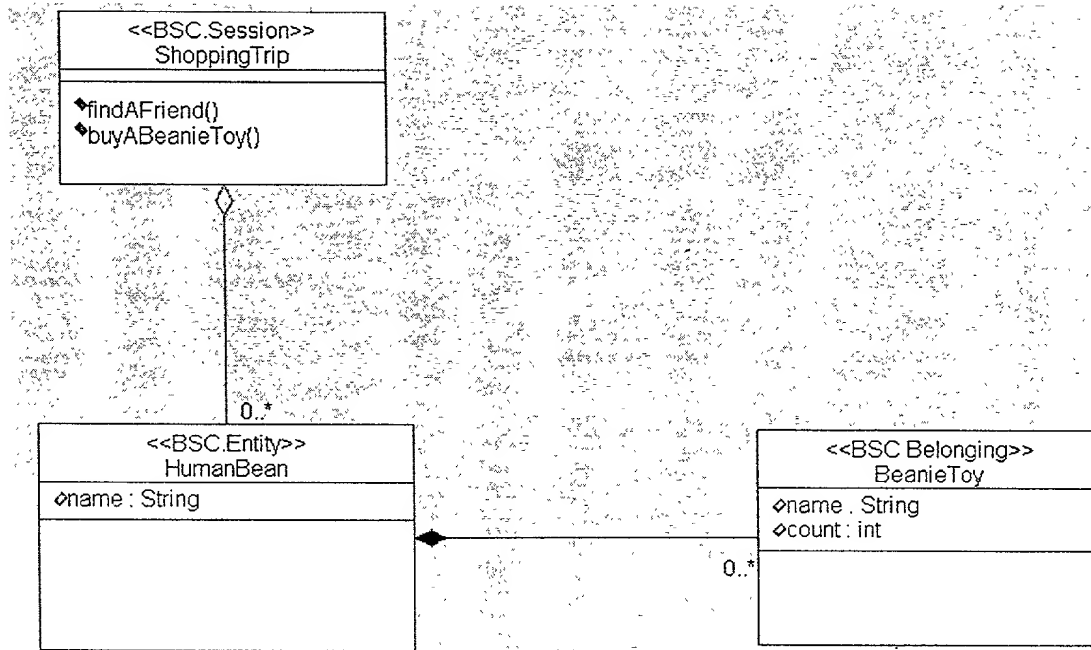 <<BSC.Session>>
ShoppingTrip
findAFriend()
buyABeanieToy()
0..*
<<BSC.Entity>>
HumanBean
name : String
<<BSC Belonging>>
BeanieToy
name . String
count : int
0..*